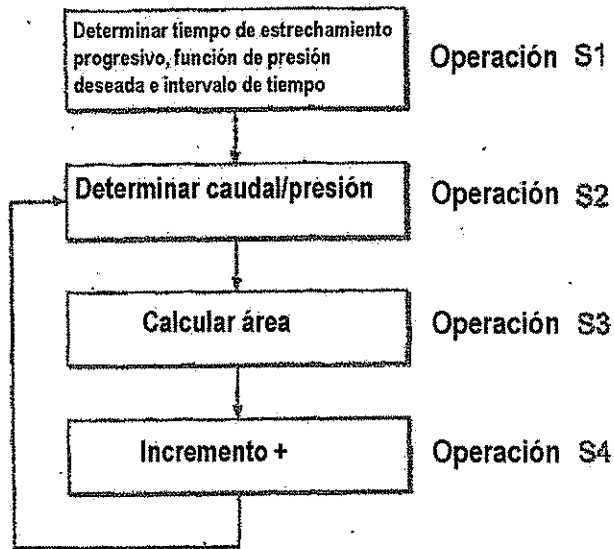 Determinar tiempo de estrechamiento
progresivo, función de presión
deseada e intervalo de tiempo
Operación S1
Determinar caudal/presión
Operación S2
Calcular área
Operación S3
Incremento +
Operación S4